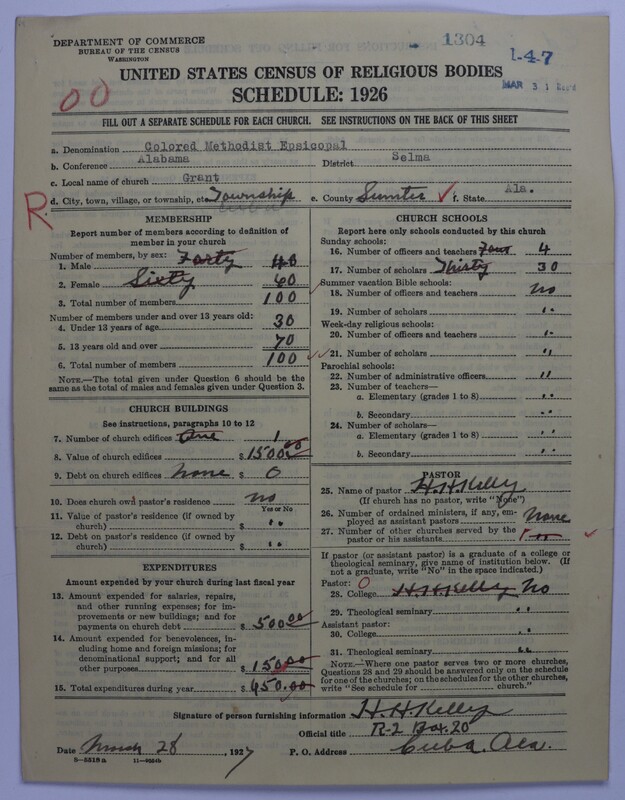 DEPARTMENT OF COMMERCE
BUREAU OF THE CENSUS
WASHINGTON
1304
1-4-7
MAR 31
00
UNITED STATES CENSUS OF RELIGIOUS BODIES
SCHEDULE: 1926
FILL OUT A SEPARATE SCHEDULE FOR EACH CHURCH. SEE INSTRUCTIONS ON THE BACK OF THIS SHEET
a. Denomination Colored Methodist Epsicopal
b. Conference Alabama District Selma
c. Local name of church Grant
R
d. City, town, village, or township, etc. Township e. County Sumter f. State Ala.
MEMBERSHIP
Report number of members according to definition of member in your church
Number of members, by sex:
1. Male Forty 40
2. Female Sixty 60
3. Total number of members 100
Number of members under and over 13 years old:
4. Under 13 years of age 30
5. 13 years old and over 70
6. Total number of members 100
NOTE.—The total given under Question 6 should be the same as the total of males and females given under Question 3.
CHURCH BUILDINGS
See instructions, paragraphs 10 to 12
7. Number of church edifices One 1
8. Value of church edifices $ 1500.00
9. Debt on church edifices None $ 0
10. Does church own pastor's residence no
Yes or No
11. Value of pastor's residence (if owned by church) $ " "
12. Debt on pastor's residence (if owned by church) $ " "
EXPENDITURES
Amount expended by your church during last fiscal year
13. Amount expended for salaries, repairs, and other running expenses; for improvements or new buildings; and for payments on church debt $ 500.00
14. Amount expended for benevolences, including home and foreign missions; for denominational support; and for all other purposes $ 150.00
15. Total expenditures during year $ 650.00
CHURCH SCHOOLS
Report here only schools conducted by this church
Sunday schools:
16. Number of officers and teachers Four 4
17. Number of scholars Thirty 30
Summer vacation Bible schools:
18. Number of officers and teachers no
19. Number of scholars " "
Week-day religious schools:
20. Number of officers and teachers " "
21. Number of scholars " "
Parochial schools:
22. Number of administrative officers " "
23. Number of teachers—
a. Elementary (grades 1 to 8) " "
b. Secondary " "
24. Number of scholars—
a. Elementary (grades 1 to 8) " "
b. Secondary " "
PASTOR
25. Name of pastor H.H.Kelly
(If church has no pastor, write "None")
26. Number of ordained ministers, if any, employed as assistant pastors None
27. Number of other churches served by the pastor or his assistants
If pastor (or assistant pastor) is a graduate of a college or theological seminary, give name of institution below. (If not a graduate, write "No" in the space indicated.)
Pastor: 0
28. College H.H.Kelly No
29. Theological seminary " "
Assistant pastor:
30. College " "
31. Theological seminary " "
NOTE.—Where one pastor serves two or more churches, Questions 28 and 29 should be answered only on the schedule for one of the churches; on the schedules for the other churches, write "See schedule for church."
Signature of person furnishing information H.H.Kelly
Official title R-2 Box.20
Date March 28, 1927 P. O. Address Cuba, Ala.
8-5518a 11-9034b